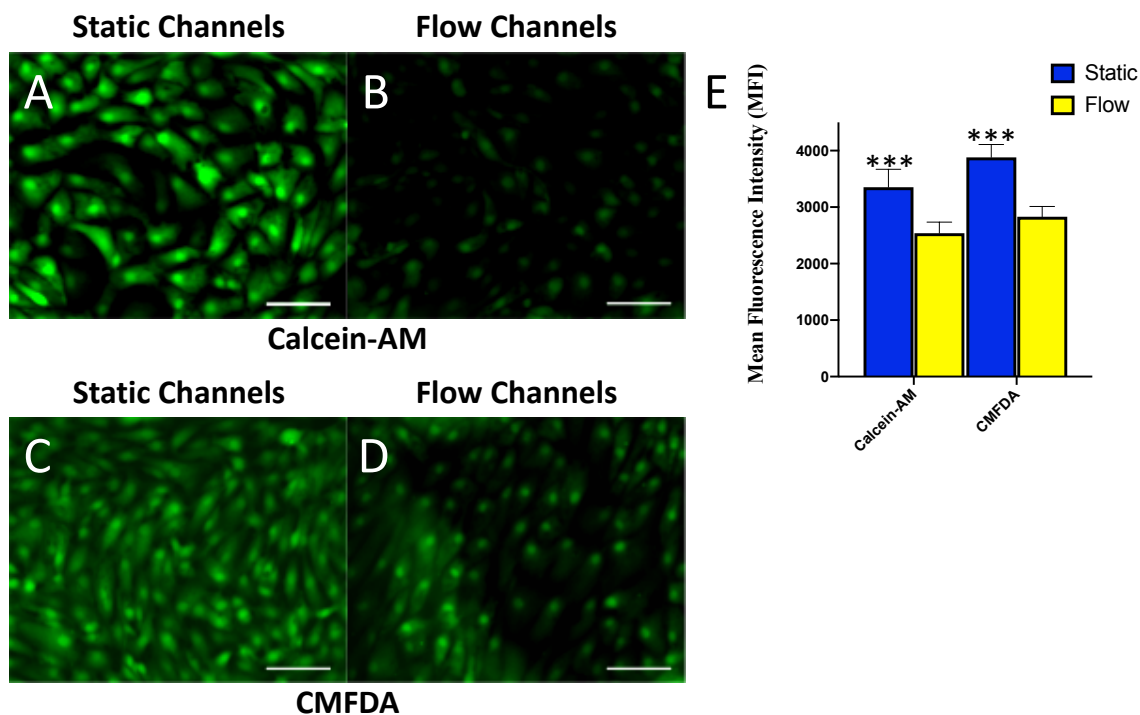 Static Channels
Flow Channels
A
B
Calcein-AM
Static Channels
Flow Channels
C
D
CMFDA
E
Static
Flow
Mean Fluorescence Intensity (MFI)
4000
3000
2000
1000
0
***
***
Calcein-AM
CMFDA